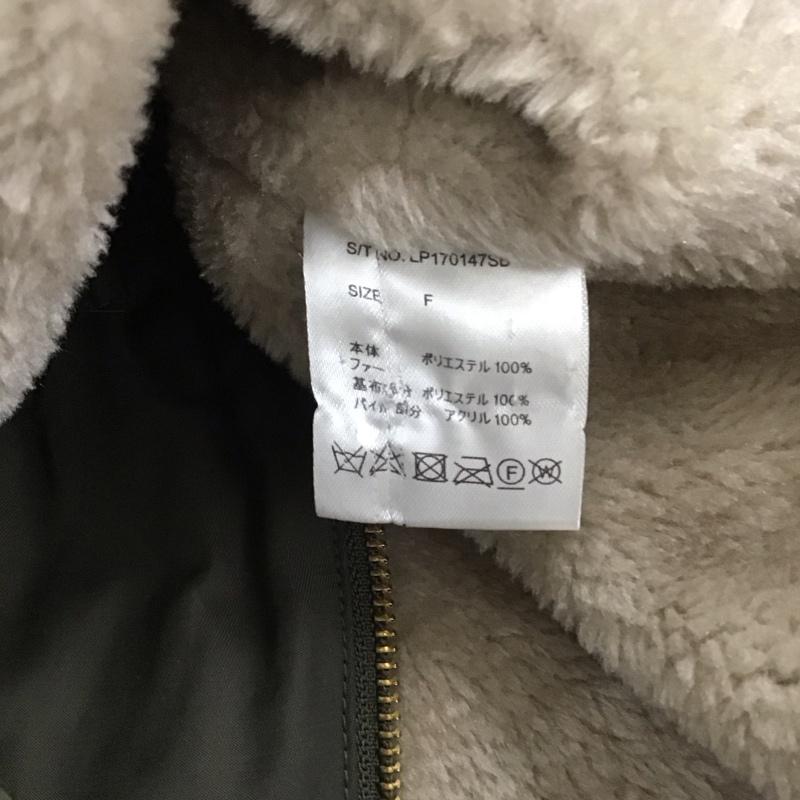 S/T NO. LP170147SB
SIZE F
本体 ポリエステル 100%
ファー
基布部分 ポリエステル 100%
パイル部分 アクリル 100%
F W